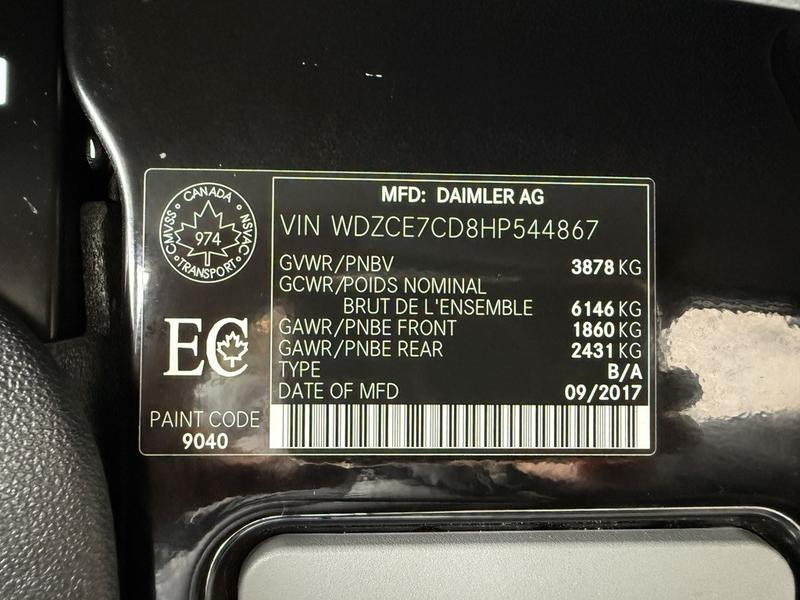 CANADA
CMVSS
974
NSVAC
TRANSPORT
EC
PAINT CODE
9040
MFD: DAIMLER AG
VIN WDZCE7CD8HP544867
GVWR/PNBV 3878 KG
GCWR/POIDS NOMINAL
BRUT DE L'ENSEMBLE 6146 KG
GAWR/PNBE FRONT 1860 KG
GAWR/PNBE REAR 2431 KG
TYPE B/A
DATE OF MFD 09/2017